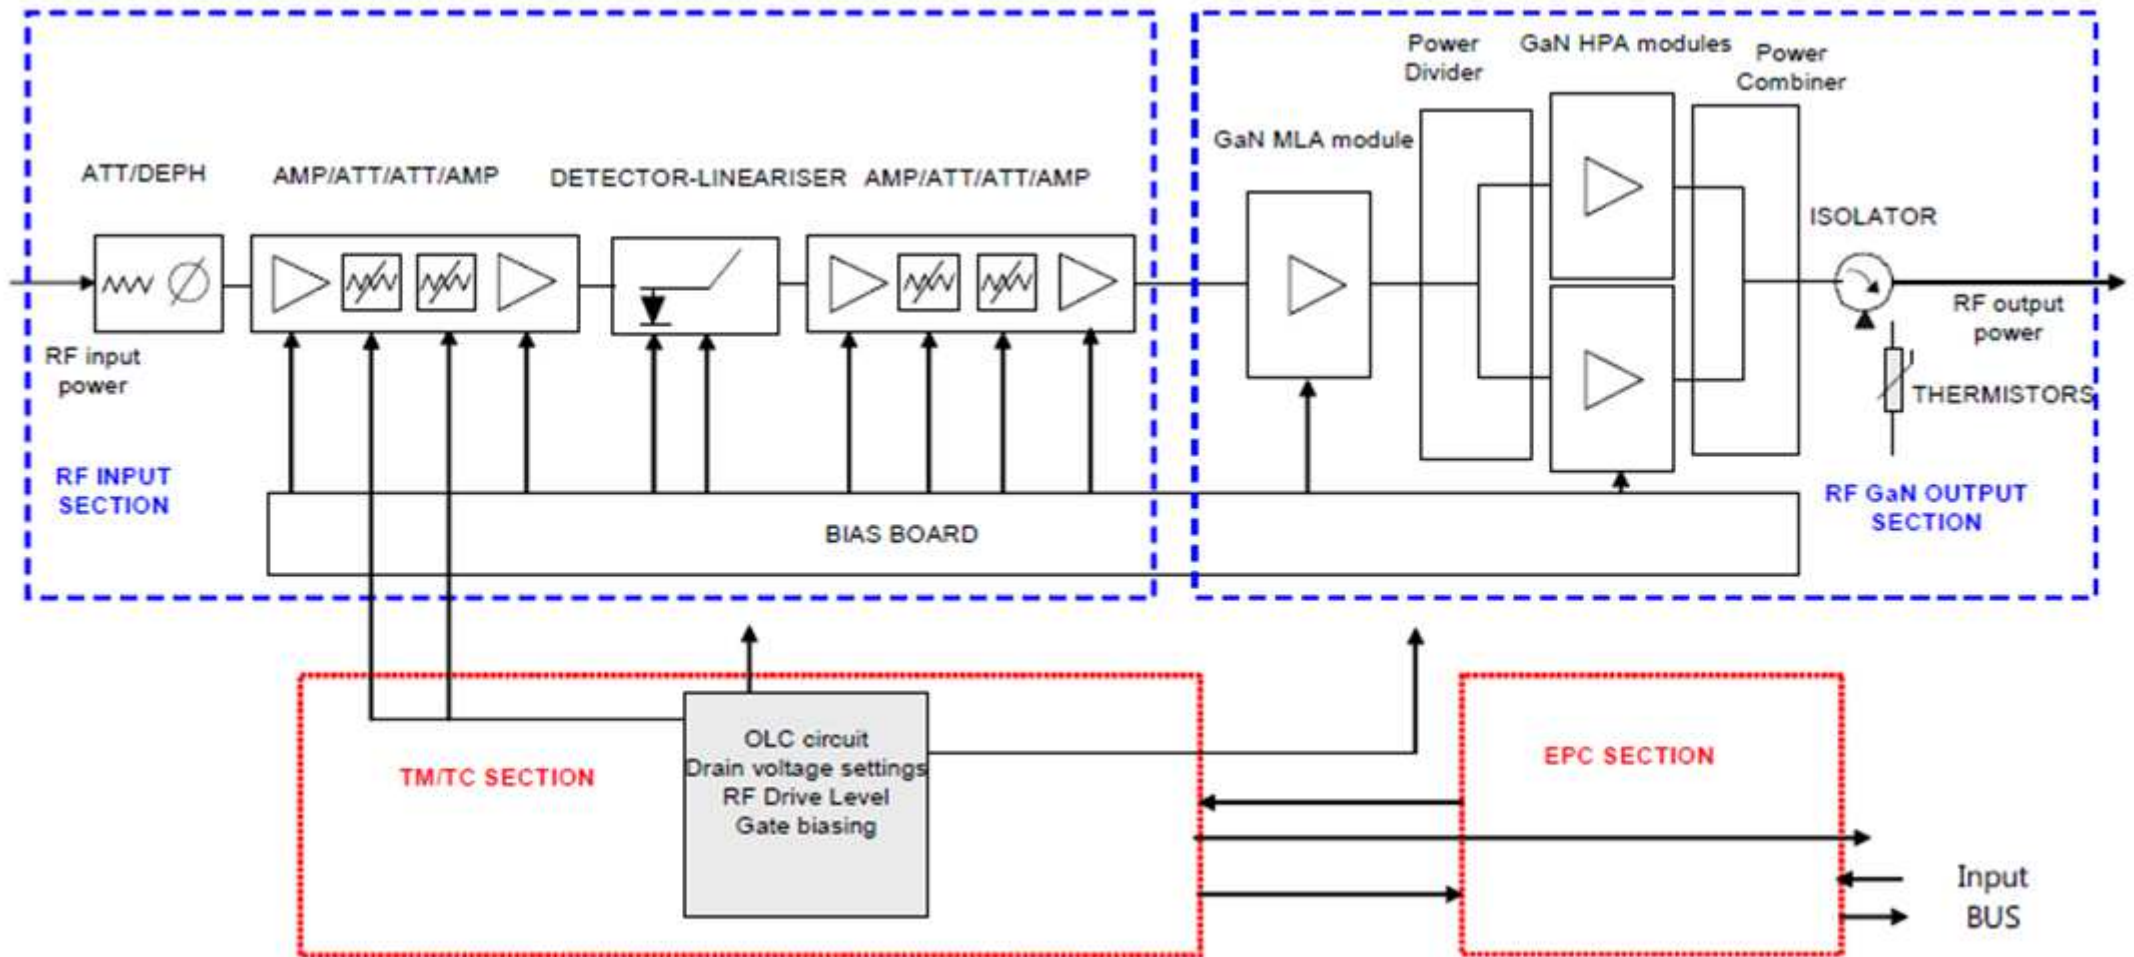 Power
Divider
GaN HPA modules
Power
Combiner
GaN MLA module
ATT/DEPH
AMP/ATT/ATT/AMP
DETECTOR-LINEARISER
AMP/ATT/ATT/AMP
ISOLATOR
RF input
power
RF output
power
THERMISTORS
RF INPUT
SECTION
RF GaN OUTPUT
SECTION
BIAS BOARD
OLC circuit
Drain voltage settings
RF Drive Level
Gate biasing
TM/TC SECTION
EPC SECTION
Input
BUS